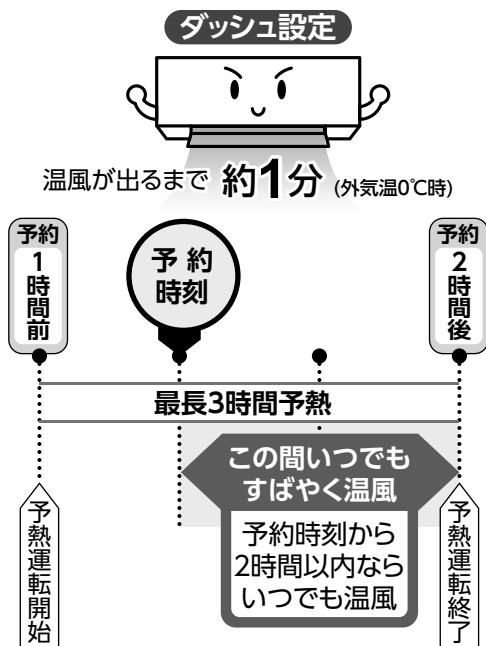 ダッシュ設定
温風が出るまで 約1分 (外気温0℃時)
予約
1時間前
予約
時刻
予約
2時間後
最長3時間予熱
この間いつでも
すばやく温風
予約時刻から
2時間以内なら
いつでも温風
予熱運転開始
予熱運転終了